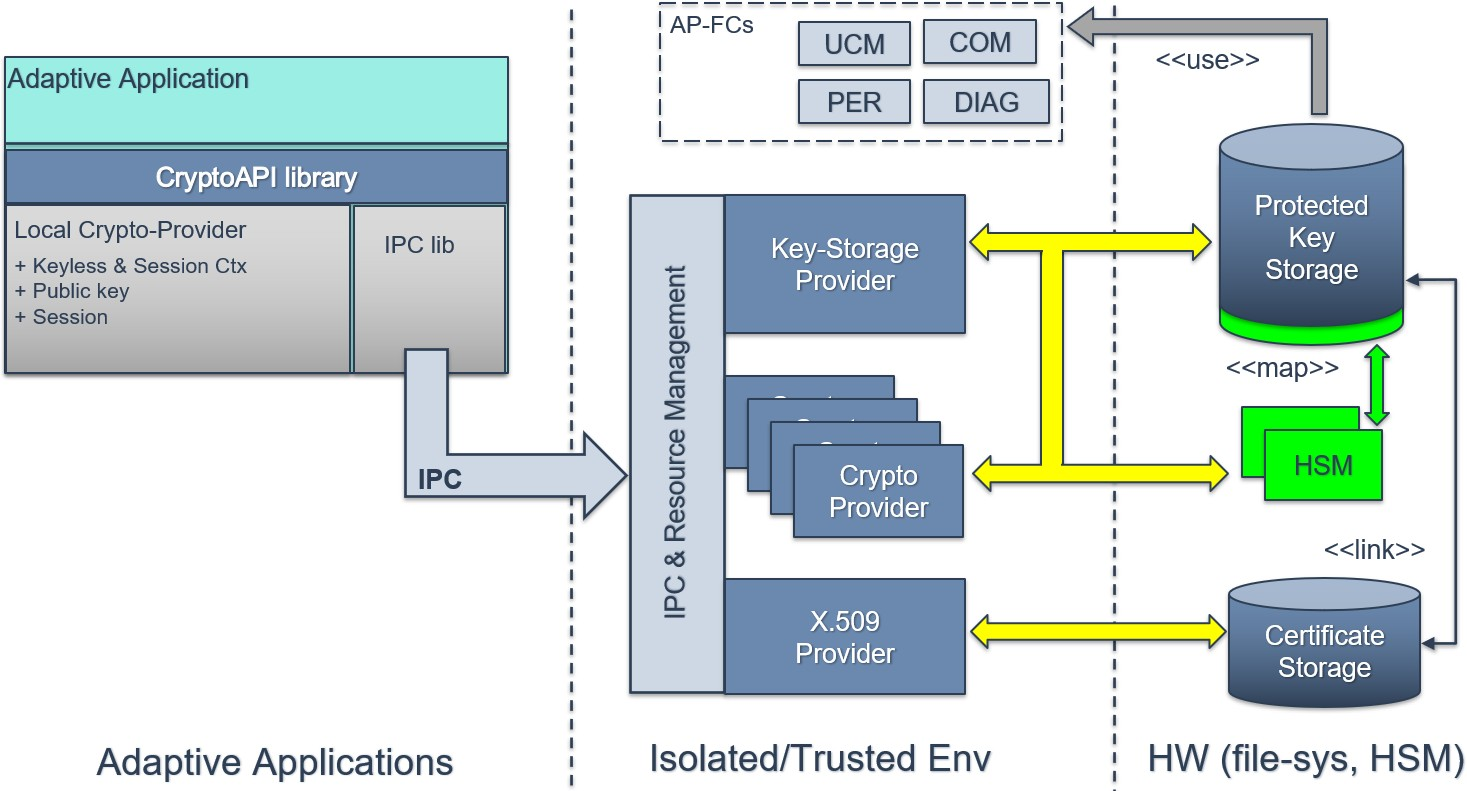 AP-FCs
UCM
COM
PER
DIAG
<<use>>
Adaptive Application
CryptoAPI library
Local Crypto-Provider
+ Keyless & Session Ctx
+ Public key
+ Session
IPC lib
IPC
IPC & Resource Management
Key-Storage
Provider
Crypto
Provider
X.509
Provider
Protected
Key
Storage
<<map>>
HSM
<<link>>
Certificate
Storage
Adaptive Applications
Isolated/Trusted Env
HW (file-sys, HSM)